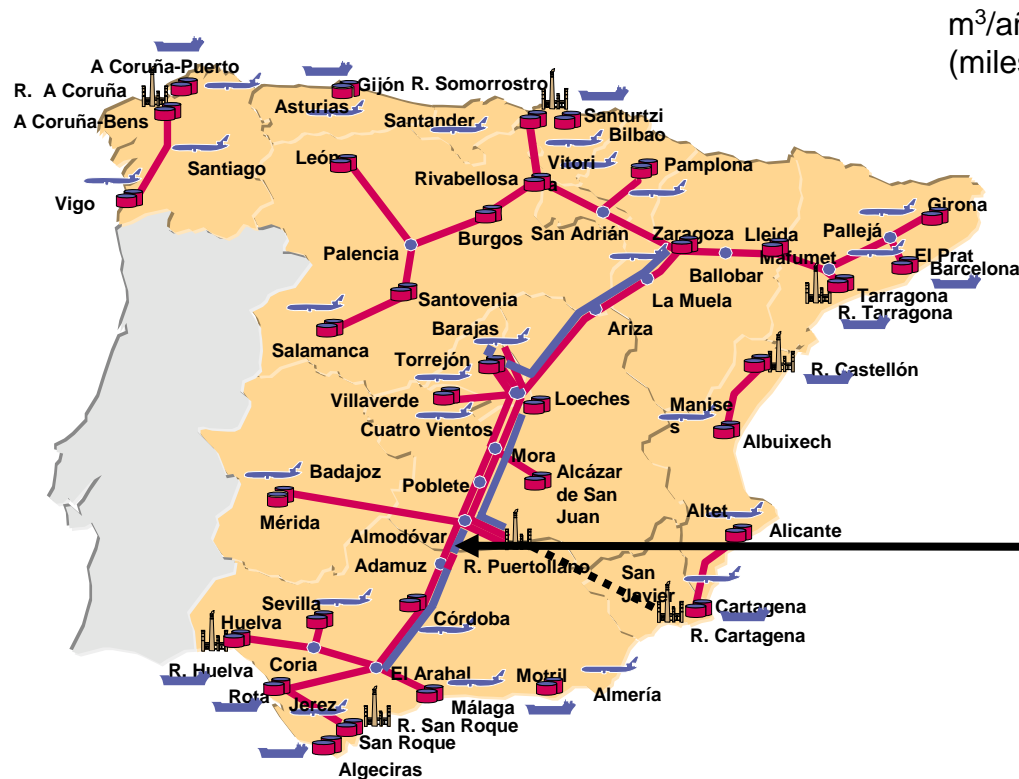 m³/añ
(miles
A Coruña-Puerto
R. A Coruña
A Coruña-Bens
Gijón
R. Somorrostro
Asturias
Santander
Santurtzi
Bilbao
Santiago
León
Vitori
a
Pamplona
Rivabellosa
Vigo
Burgos
San Adrián
Zaragoza
Lleida
Pallejá
Girona
Palencia
Ballobar
Mafumet
El Prat
Barcelona
Santovenia
La Muela
Tarragona
R. Tarragona
Barajas
Ariza
Salamanca
Torrejón
R. Castellón
Villaverde
Loeches
Manise
s
Cuatro Vientos
Albuixech
Mora
Badajoz
Poblete
Alcázar
de San
Juan
Mérida
Altet
Alicante
Almodóvar
Adamuz
R. Puertollano
San
Javier
Sevilla
Huelva
Córdoba
Cartagena
R. Cartagena
R. Huelva
Coria
El Arahal
Motril
Almería
Rota
Jerez
Málaga
R. San Roque
San Roque
Algeciras